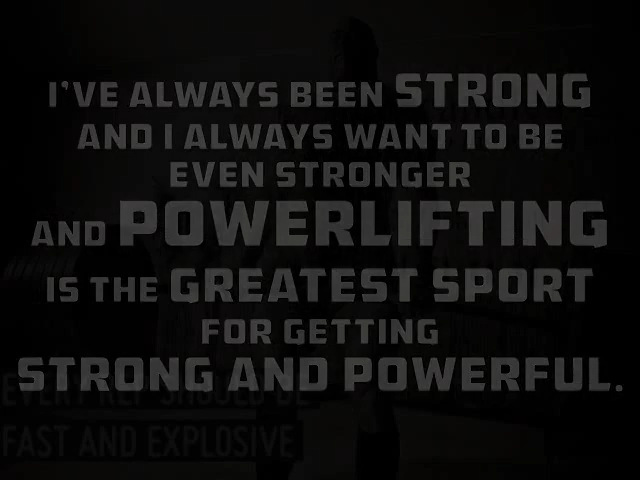 I'VE ALWAYS BEEN STRONG
AND I ALWAYS WANT TO BE
EVEN STRONGER
AND POWERLIFTING
IS THE GREATEST SPORT
FOR GETTING
STRONG AND POWERFUL.
EVERY REP SHOULD BE
FAST AND EXPLOSIVE